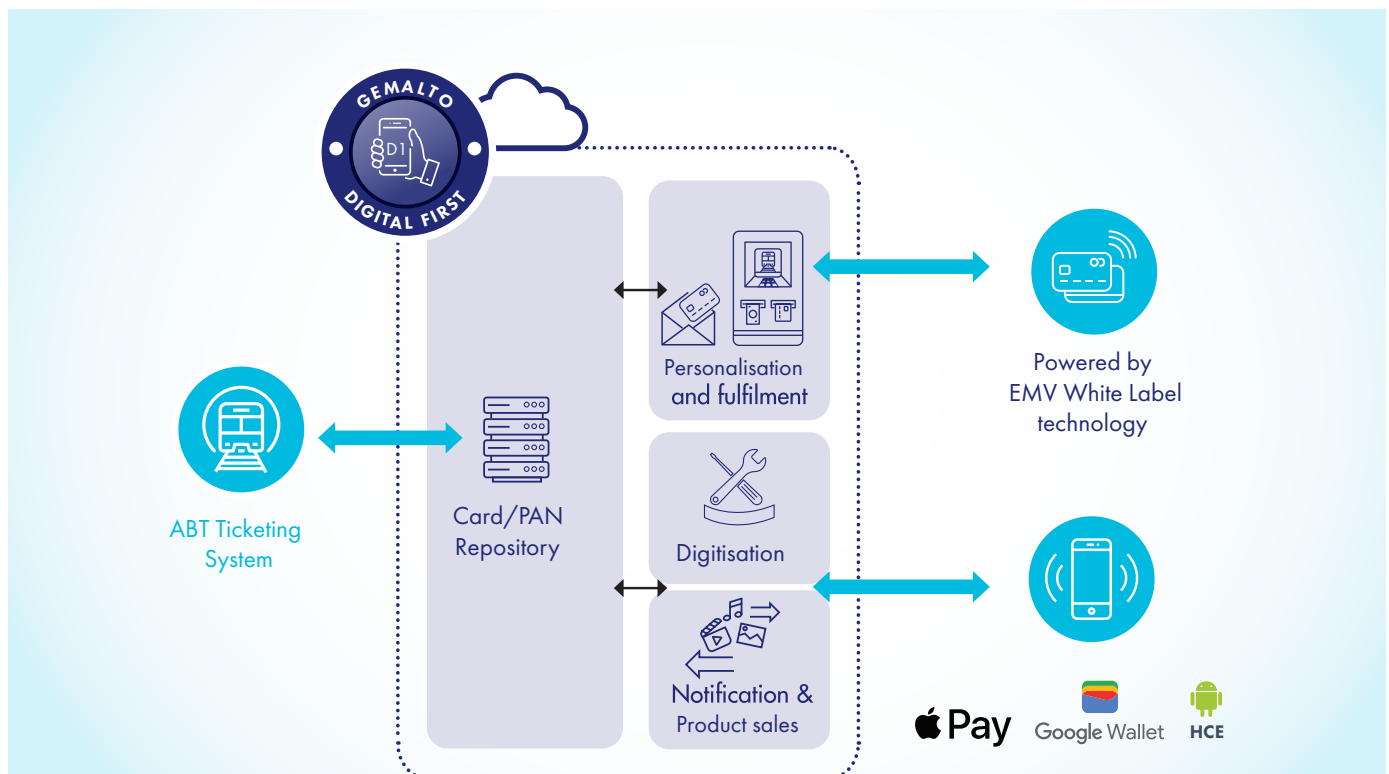 GEMALTO
D1
DIGITAL FIRST
Personalisation
and fulfilment
Powered by
EMV White Label
technology
ABT Ticketing
System
Card/PAN
Repository
Digitisation
Notification &
Product sales
Pay
Google Wallet
HCE